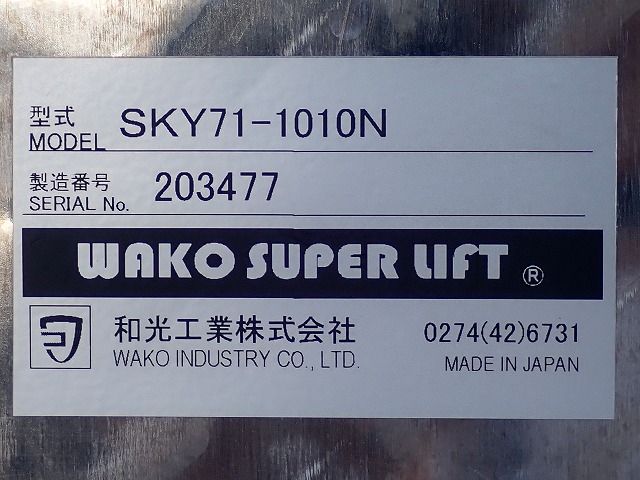 型式
MODEL SKY71-1010N
製造番号
SERIAL No. 203477
WAKO SUPER LIFT ®
和光工業株式会社 0274(42)6731
WAKO INDUSTRY CO., LTD. MADE IN JAPAN